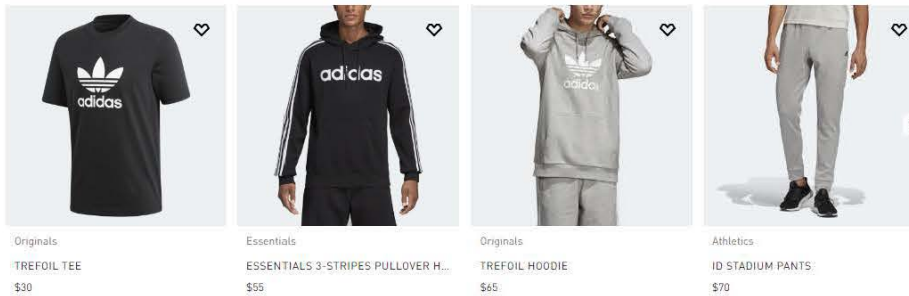 adidas
adidas
adidas
Originals
TREFOIL TEE
$30
Essentials
ESSENTIALS 3-STRIPES PULLOVER H...
$55
Originals
TREFOIL HOODIE
$65
Athletics
ID STADIUM PANTS
$70